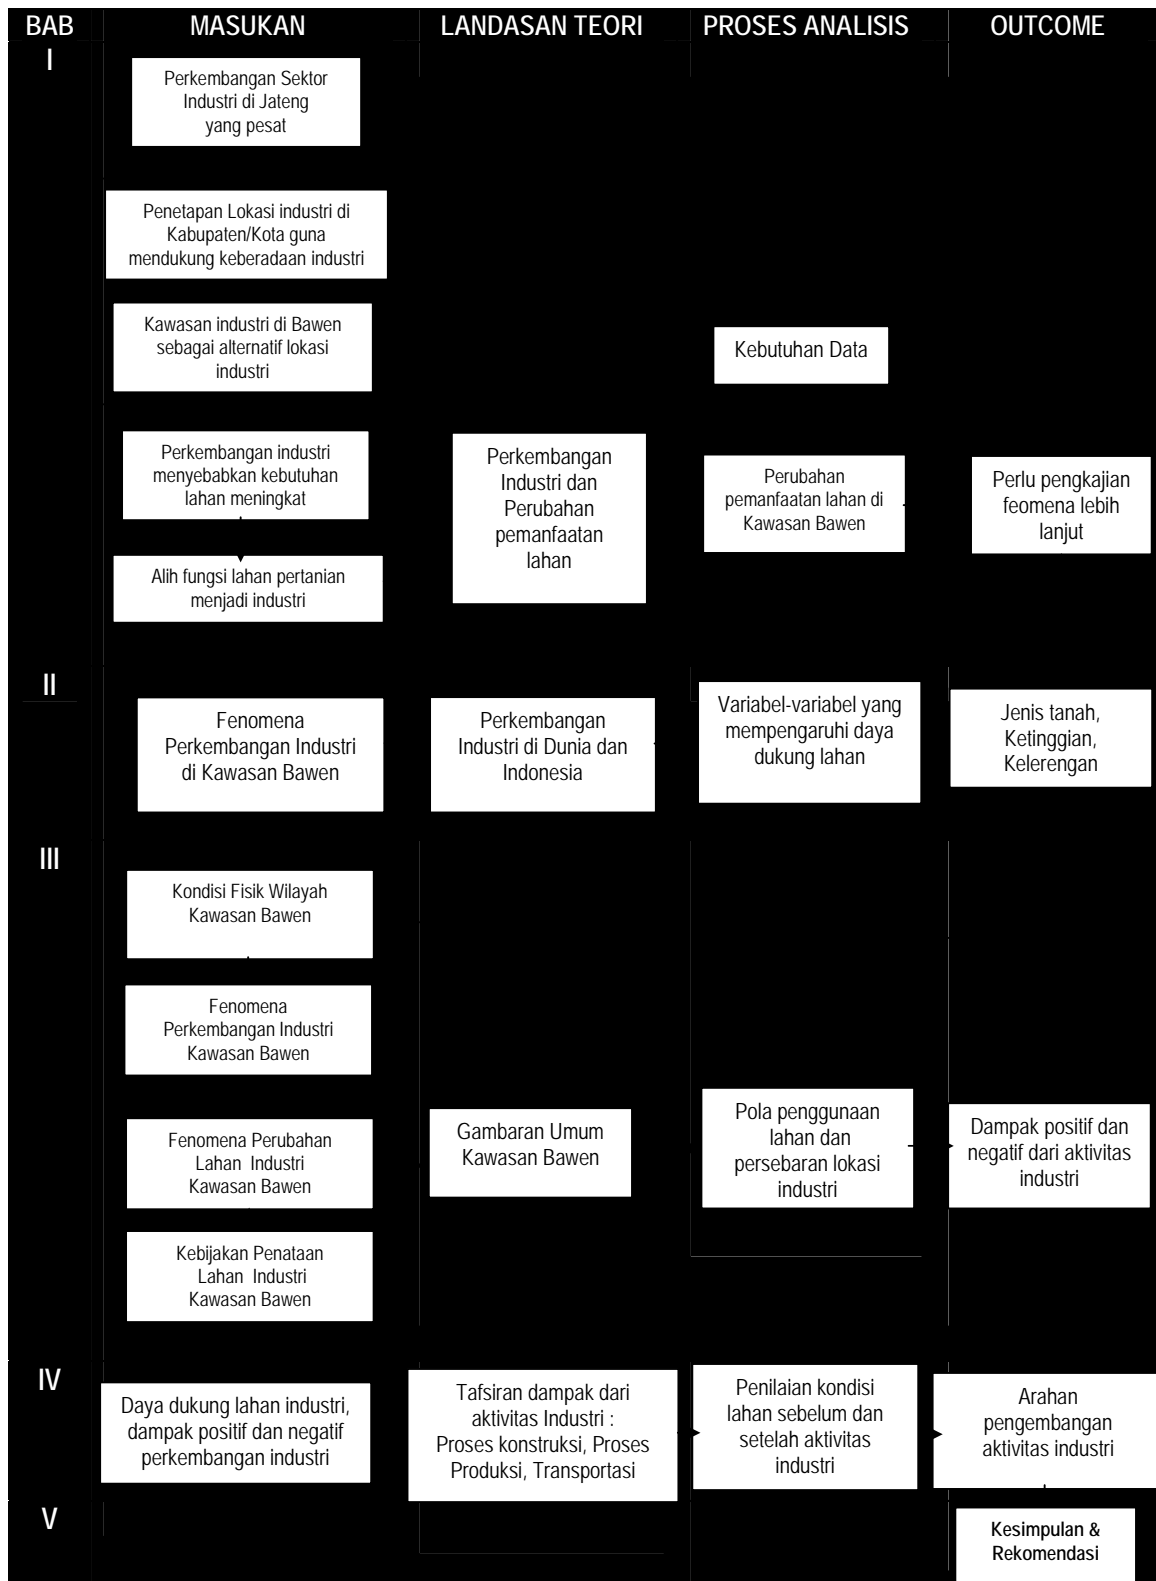 BAB MASUKAN LANDASAN TEORI PROSES ANALISIS OUTCOME
I
Perkembangan Sektor
Industri di Jateng
yang pesat
Penetapan Lokasi industri di
Kabupaten/Kota guna
mendukung keberadaan industri
Kawasan industri di Bawen
sebagai alternatif lokasi
industri
Kebutuhan Data
Perkembangan industri
menyebabkan kebutuhan
lahan meningkat
Alih fungsi lahan pertanian
menjadi industri
Perkembangan
Industri dan
Perubahan
pemanfaatan
lahan
Perubahan
pemanfaatan lahan di
Kawasan Bawen
Perlu pengkajian
feomena lebih
lanjut
II
Fenomena
Perkembangan Industri
di Kawasan Bawen
Perkembangan
Industri di Dunia dan
Indonesia
Variabel-variabel yang
mempengaruhi daya
dukung lahan
Jenis tanah,
Ketinggian,
Kelerengan
III
Kondisi Fisik Wilayah
Kawasan Bawen
Fenomena
Perkembangan Industri
Kawasan Bawen
Fenomena Perubahan
Lahan Industri
Kawasan Bawen
Kebijakan Penataan
Lahan Industri
Kawasan Bawen
Gambaran Umum
Kawasan Bawen
Pola penggunaan
lahan dan
persebaran lokasi
industri
Dampak positif dan
negatif dari aktivitas
industri
IV
Daya dukung lahan industri,
dampak positif dan negatif
perkembangan industri
Tafsiran dampak dari
aktivitas Industri :
Proses konstruksi, Proses
Produksi, Transportasi
Penilaian kondisi
lahan sebelum dan
setelah aktivitas
industri
Arahan
pengembangan
aktivitas industri
V
Kesimpulan &
Rekomendasi